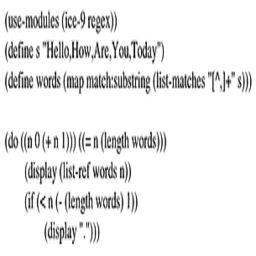 (use-modules (ice-9 regex))
(define s "Hello,How,Are,You,Today")
(define words (map match:substring (list-matches "[^,]+" s)))
(do ((n 0 (+ n 1))) ((= n (length words)))
(display (list-ref words n))
(if (< n (- (length words) 1))
(display ".")))